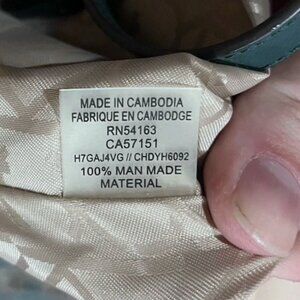 MADE IN CAMBODIA
FABRIQUE EN CAMBODGE
RN54163
CA57151
H7GAJ4VG // CHDYH6092
100% MAN MADE
MATERIAL